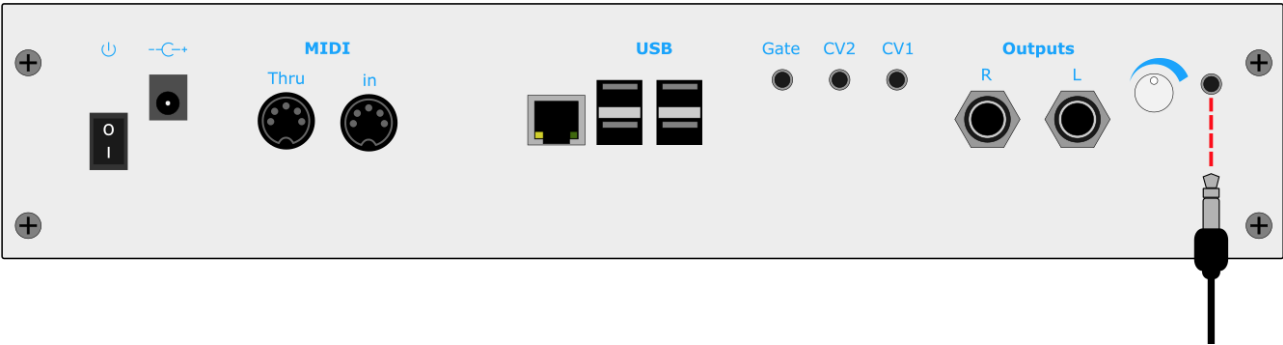 MIDI
Thru
in
USB
Gate CV2 CV1
Outputs
R L
O
I